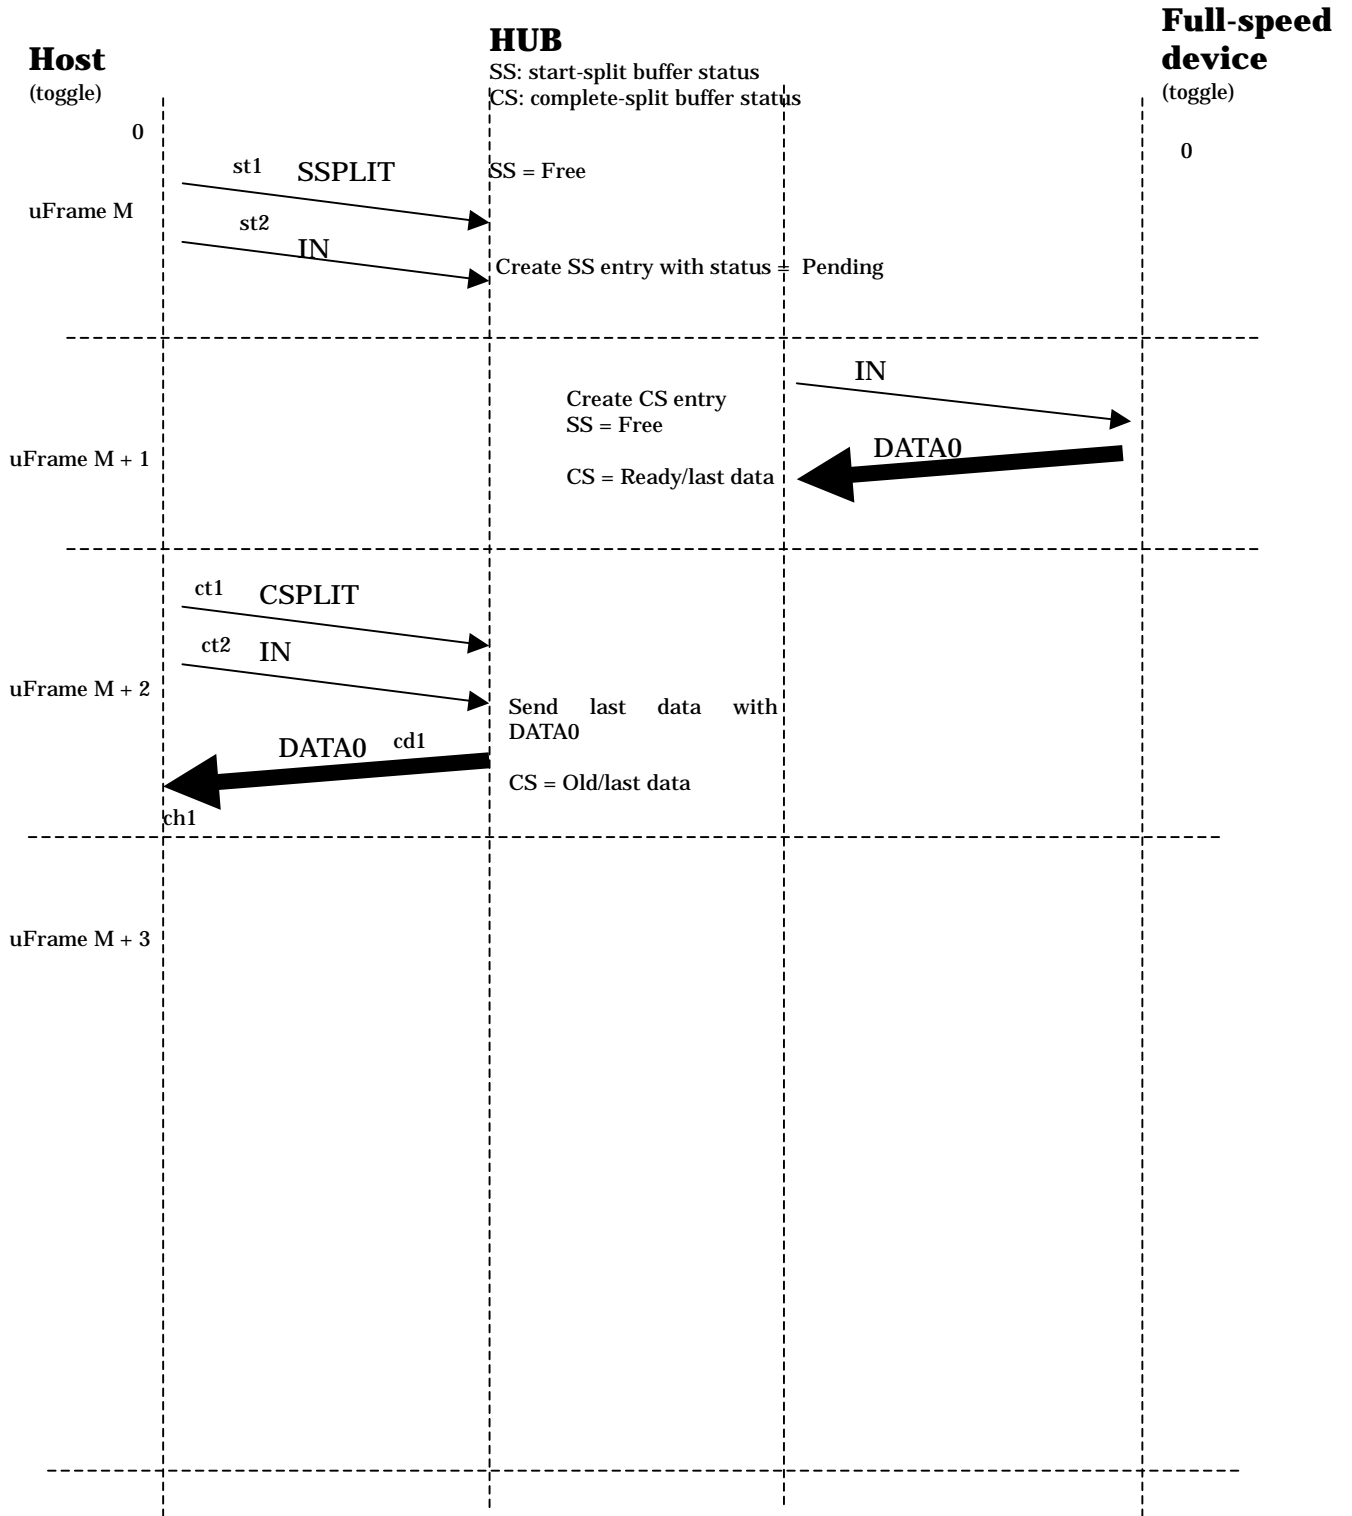 Full-speed
device
(toggle)
HUB
SS: start-split buffer status
CS: complete-split buffer status
Host
(toggle)
0
0
st1 SSPLIT
SS = Free
uFrame M
st2 IN
Create SS entry with status = Pending
IN
Create CS entry
SS = Free
DATA0
uFrame M + 1
CS = Ready/last data
ct1 CSPLIT
ct2 IN
uFrame M + 2
Send last data with
DATA0
DATA0 cd1
CS = Old/last data
ch1
uFrame M + 3